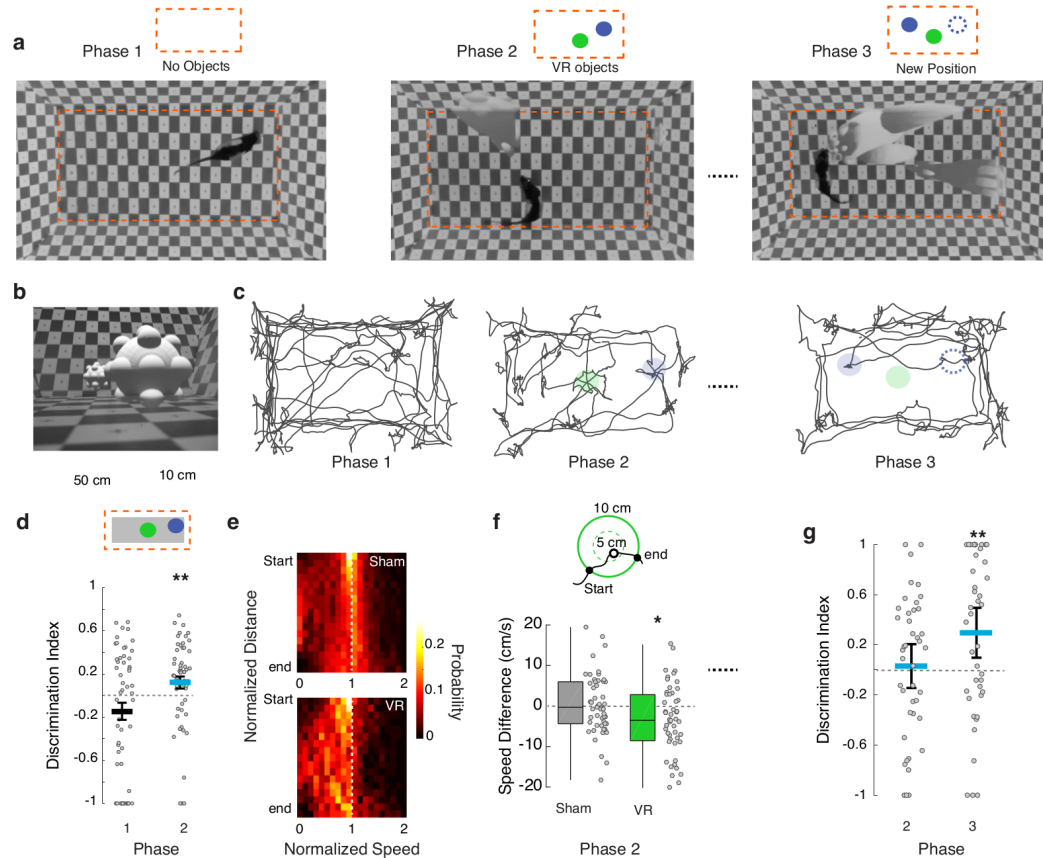 a
Phase 1
No Objects
Phase 2
VR objects
Phase 3
New Position
b
50 cm
10 cm
c
Phase 1
Phase 2
Phase 3
d
Discrimination Index
1
0.6
0.2
-0.2
-0.6
-1
**
1
2
Phase
e
Normalized Distance
Start
end
Sham
0
1
2
Start
end
VR
0
1
2
Normalized Speed
0.2
0.1
0
Probability
f
10 cm
5 cm
Start
end
Speed Difference (cm/s)
20
10
0
-10
-20
*
Sham
VR
Phase 2
g
Discrimination Index
1
0.6
0.2
-0.2
-0.6
-1
**
2
3
Phase